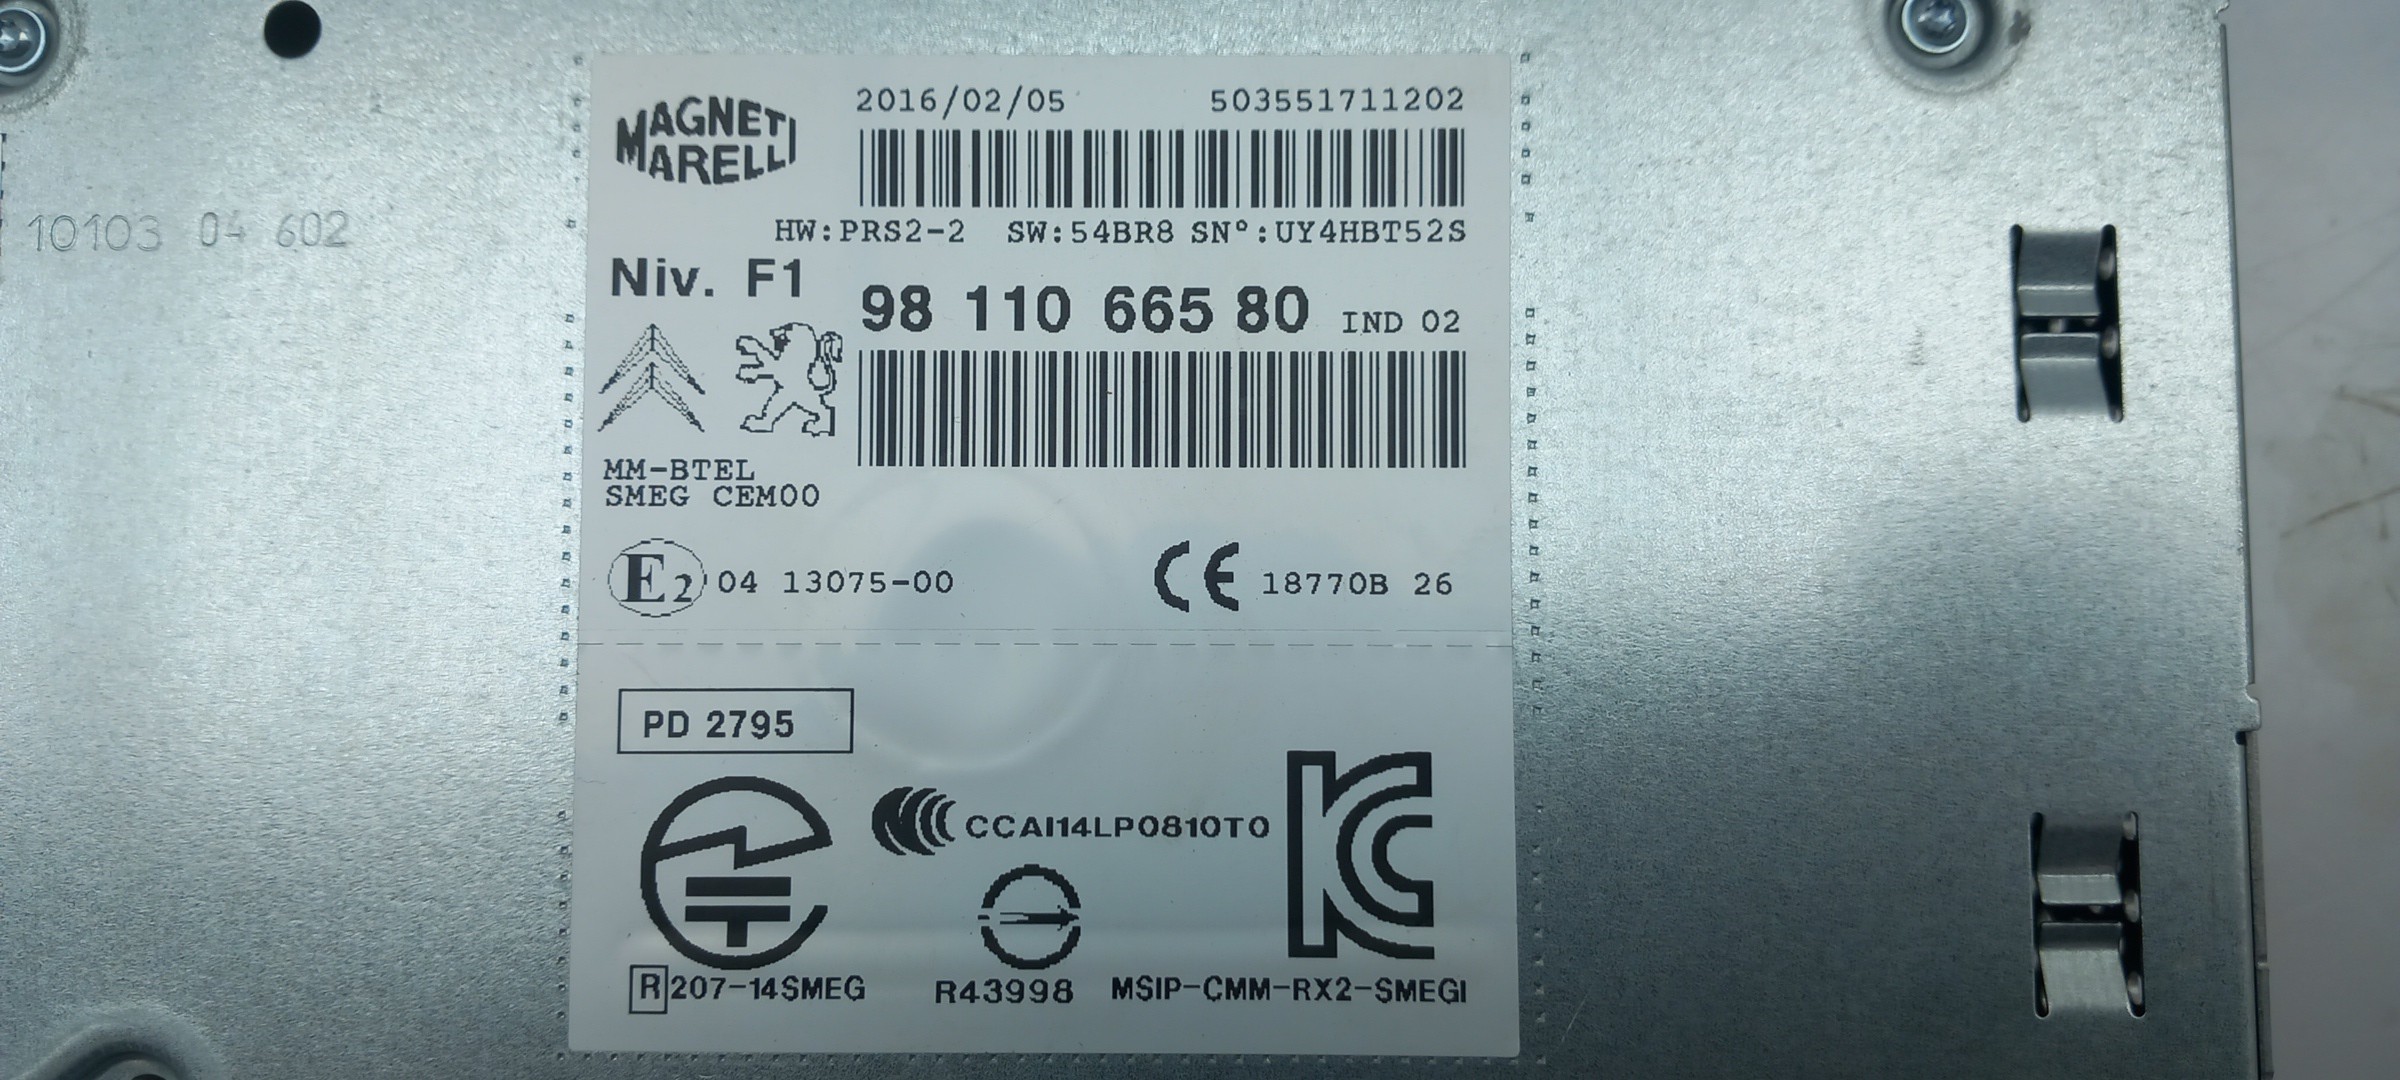 MAGNETI
MARELLI
2016/02/05 503551711202
HW:PRS2-2 SW:54BR8 SN°:UY4HBT52S
10103 04 602
Niv. F1
98 110 665 80 IND 02
MM-BTEL
SMEG CEM00
E2 04 13075-00
CE 18770B 26
PD 2795
CCAI14LP0810T0
KC
R 207-14SMEG
R43998
MSIP-CMM-RX2-SMEGI